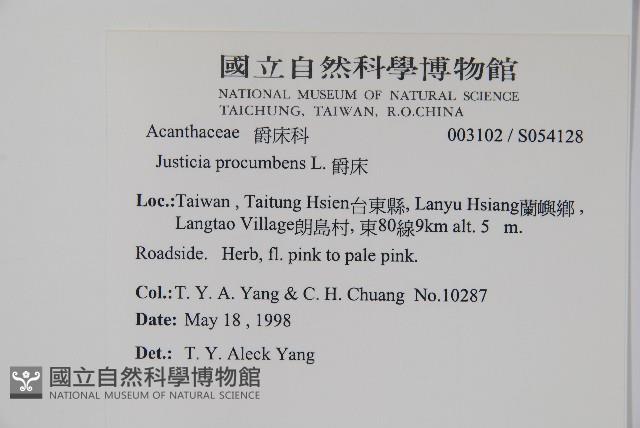 國立自然科學博物館
NATIONAL MUSEUM OF NATURAL SCIENCE
TAICHUNG, TAIWAN, R.O.CHINA
Acanthaceae 爵床科 003102 / S054128
Justicia procumbens L. 爵床
Loc.:Taiwan , Taitung Hsien台東縣, Lanyu Hsiang蘭嶼鄉 ,
Langtao Village朗島村, 東80線9km alt. 5 m.
Roadside. Herb, fl. pink to pale pink.
Col.: T. Y. A. Yang & C. H. Chuang No.10287
Date: May 18 , 1998
Det.: T. Y. Aleck Yang
國立自然科學博物館
NATIONAL MUSEUM OF NATURAL SCIENCE